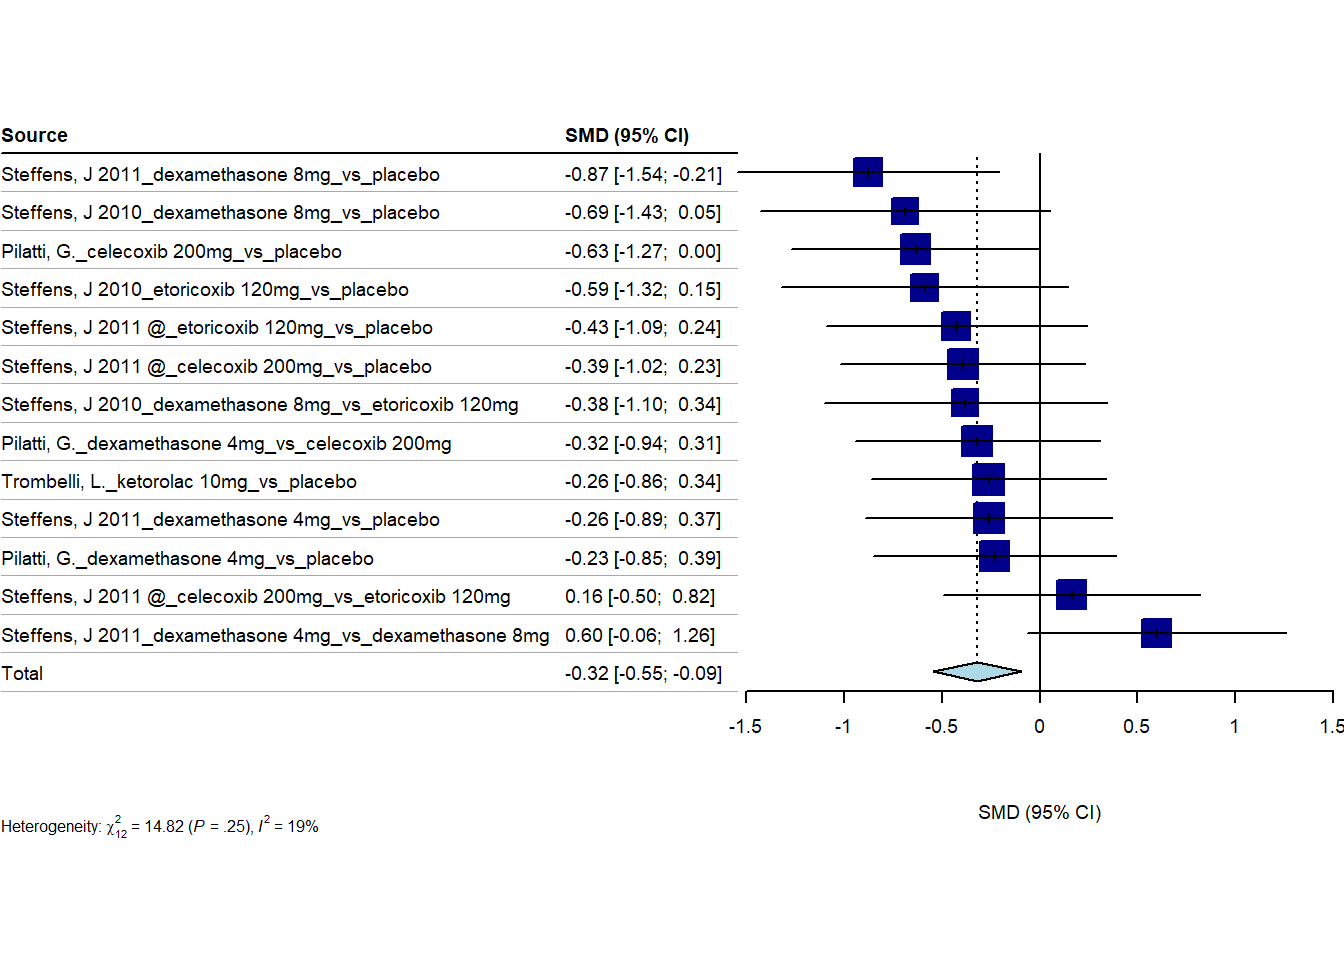 Source SMD (95% CI)
Steffens, J 2011_dexamethasone 8mg_vs_placebo -0.87 [-1.54; -0.21]
Steffens, J 2010_dexamethasone 8mg_vs_placebo -0.69 [-1.43; 0.05]
Pilatti, G._celecoxib 200mg_vs_placebo -0.63 [-1.27; 0.00]
Steffens, J 2010_etoricoxib 120mg_vs_placebo -0.59 [-1.32; 0.15]
Steffens, J 2011 @_etoricoxib 120mg_vs_placebo -0.43 [-1.09; 0.24]
Steffens, J 2011 @_celecoxib 200mg_vs_placebo -0.39 [-1.02; 0.23]
Steffens, J 2010_dexamethasone 8mg_vs_etoricoxib 120mg -0.38 [-1.10; 0.34]
Pilatti, G._dexamethasone 4mg_vs_celecoxib 200mg -0.32 [-0.94; 0.31]
Trombelli, L._ketorolac 10mg_vs_placebo -0.26 [-0.86; 0.34]
Steffens, J 2011_dexamethasone 4mg_vs_placebo -0.26 [-0.89; 0.37]
Pilatti, G._dexamethasone 4mg_vs_placebo -0.23 [-0.85; 0.39]
Steffens, J 2011 @_celecoxib 200mg_vs_etoricoxib 120mg 0.16 [-0.50; 0.82]
Steffens, J 2011_dexamethasone 4mg_vs_dexamethasone 8mg 0.60 [-0.06; 1.26]
Total -0.32 [-0.55; -0.09]
-1.5 -1 -0.5 0 0.5 1 1.5
SMD (95% CI)
Heterogeneity: χ²₁₂ = 14.82 (P = .25), I² = 19%